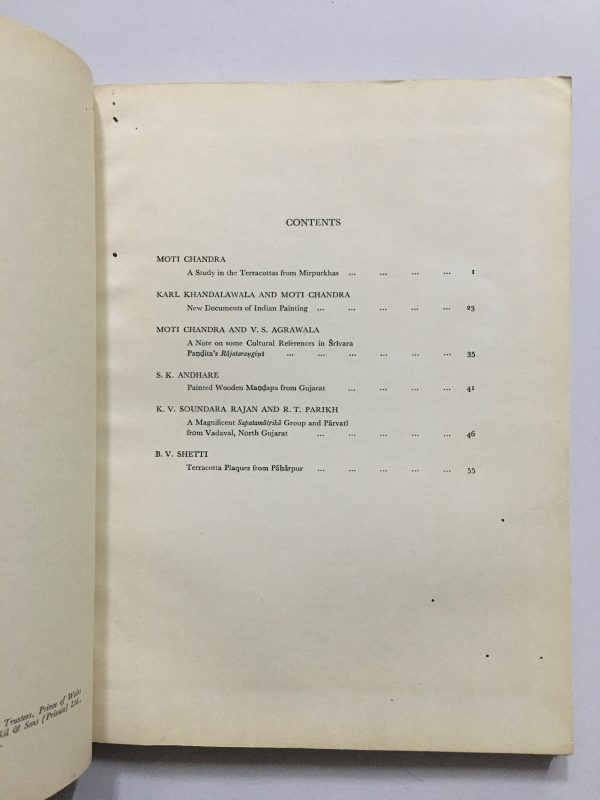 CONTENTS
MOTI CHANDRA
A Study in the Terracottas from Mirpurkhas ... ... ... ... 1
KARL KHANDALAWALA AND MOTI CHANDRA
New Documents of Indian Painting ... ... ... ... ... 23
MOTI CHANDRA AND V. S. AGRAWALA
A Note on some Cultural References in Śrīvara
Paṇḍita's Rājataraṅgiṇī ... ... ... ... ... 35
S. K. ANDHARE
Painted Wooden Maṇḍapa from Gujarat ... ... ... ... 41
K. V. SOUNDARA RAJAN AND R. T. PARIKH
A Magnificent Sapatamātṛikā Group and Pārvatī
from Vadaval, North Gujarat ... ... ... ... ... 46
B. V. SHETTI
Terracotta Plaques from Pāhārpur ... ... ... ... ... 55
Trustees, Prince of Wales
& Sons (Private) Ltd.,